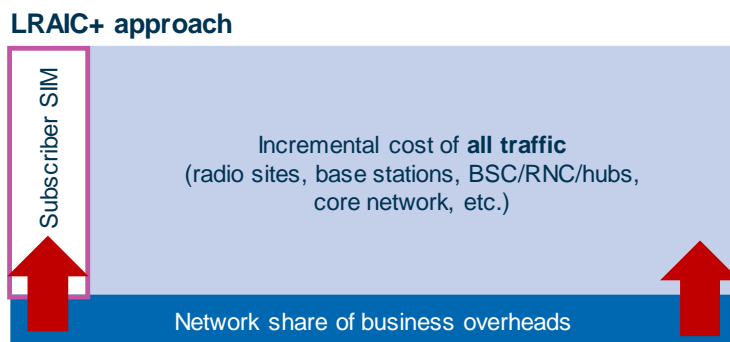 LRAIC+ approach
Subscriber SIM
Incremental cost of all traffic
(radio sites, base stations, BSC/RNC/hubs,
core network, etc.)
Network share of business overheads